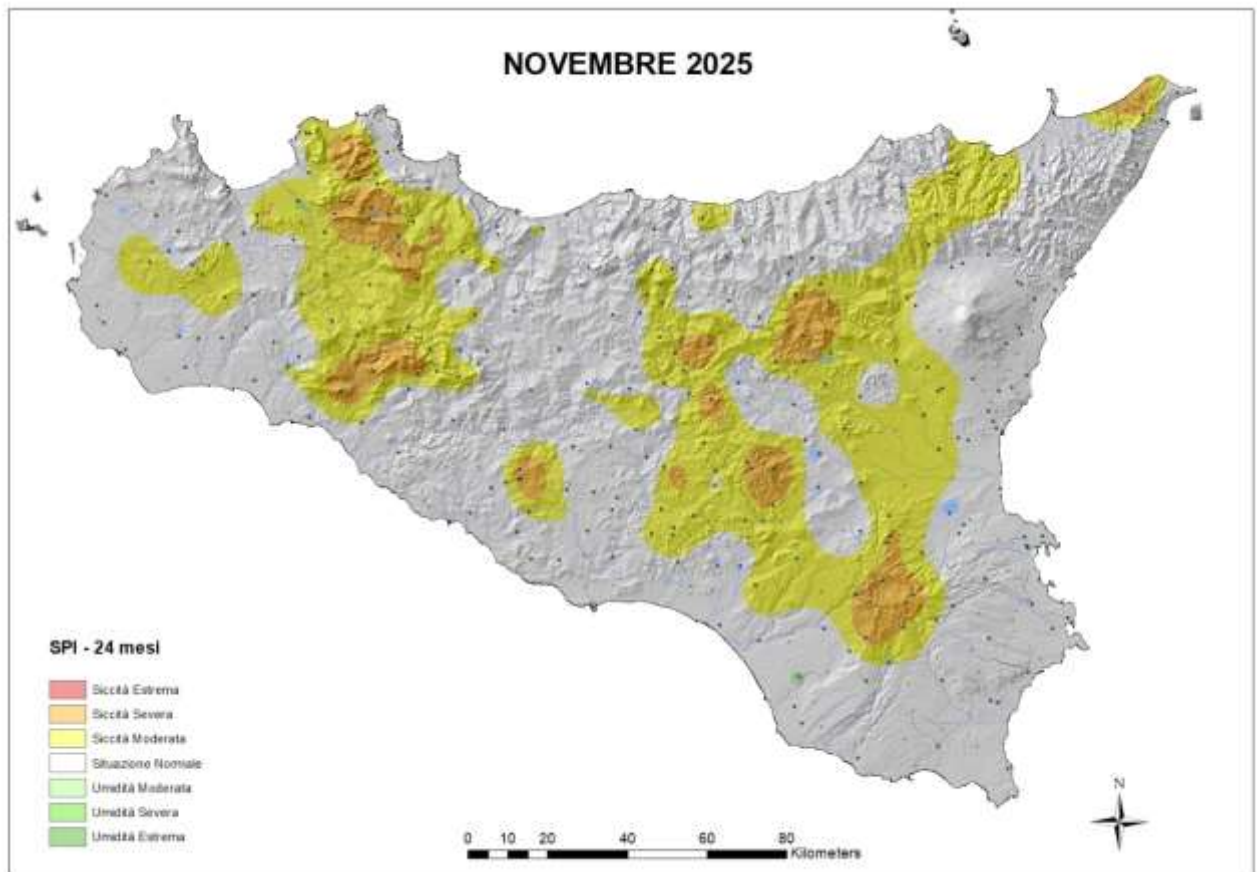 NOVEMBRE 2025
SPI - 24 mesi
Siccità Estrema
Siccità Severa
Siccità Moderata
Situazione Normale
Umidità Moderata
Umidità Severa
Umidità Estrema
0 10 20 40 60 80
Kilometers
N